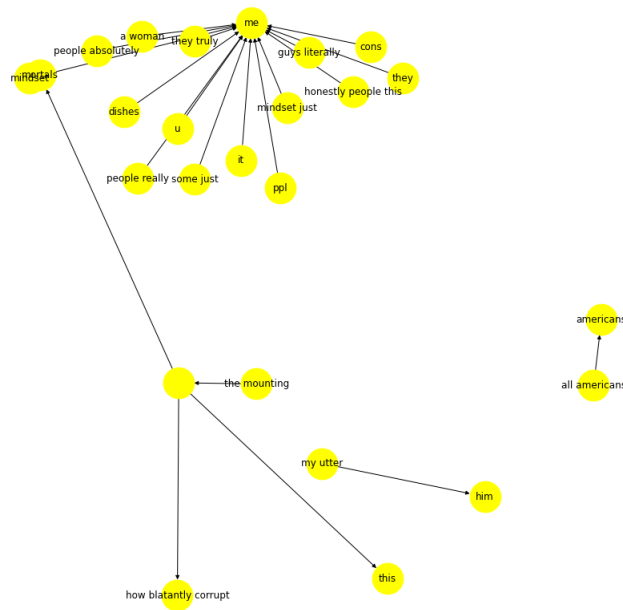 me
a woman
they truly
people absolutely
cons
guys literally
mortals
mindset
they
honestly people this
dishes
mindset just
u
it
people really
some just
ppl
americans
the mounting
all americans
my utter
him
this
how blatantly corrupt